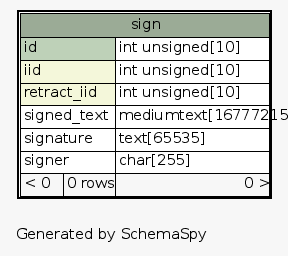 sign
id int unsigned[10]
iid int unsigned[10]
retract_iid int unsigned[10]
signed_text mediumtext[16777215
signature text[65535]
signer char[255]
< 0 0 rows 0 >
Generated by SchemaSpy